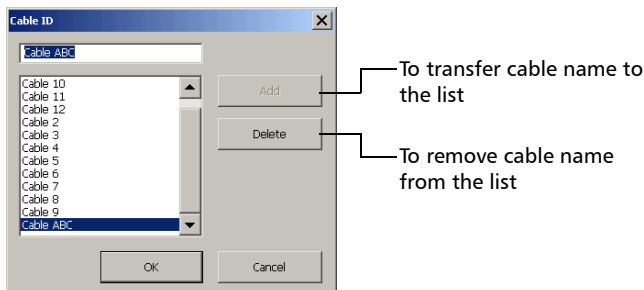 Cable ID
Cable ABC
Cable 10
Cable 11
Cable 12
Cable 2
Cable 3
Cable 4
Cable 5
Cable 6
Cable 7
Cable 8
Cable 9
Cable ABC
Add
Delete
OK
Cancel
To transfer cable name to
the list
To remove cable name
from the list